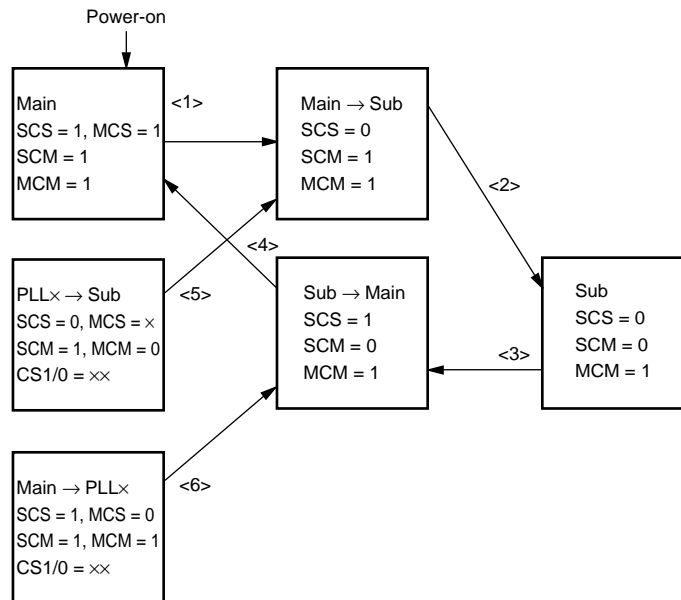 Power-on
Main
SCS = 1, MCS = 1
SCM = 1
MCM = 1
<1>
Main → Sub
SCS = 0
SCM = 1
MCM = 1
<2>
<4>
PLL× → Sub
SCS = 0, MCS = ×
SCM = 1, MCM = 0
CS1/0 = ××
<5>
Sub → Main
SCS = 1
SCM = 0
MCM = 1
<3>
Sub
SCS = 0
SCM = 0
MCM = 1
Main → PLL×
SCS = 1, MCS = 0
SCM = 1, MCM = 1
CS1/0 = ××
<6>